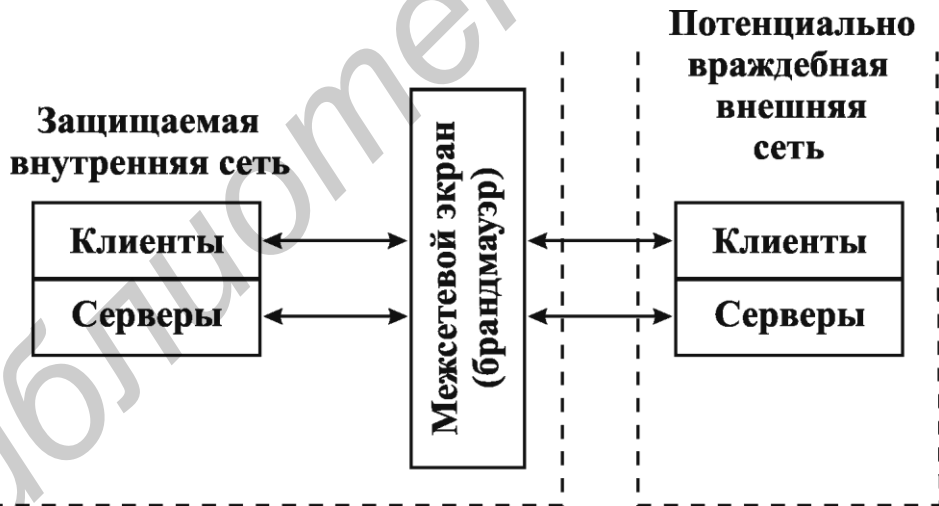 Защищаемая
внутренняя сеть
Клиенты
Серверы
Межсетевой экран
(брандмауэр)
Потенциально
враждебная
внешняя
сеть
Клиенты
Серверы